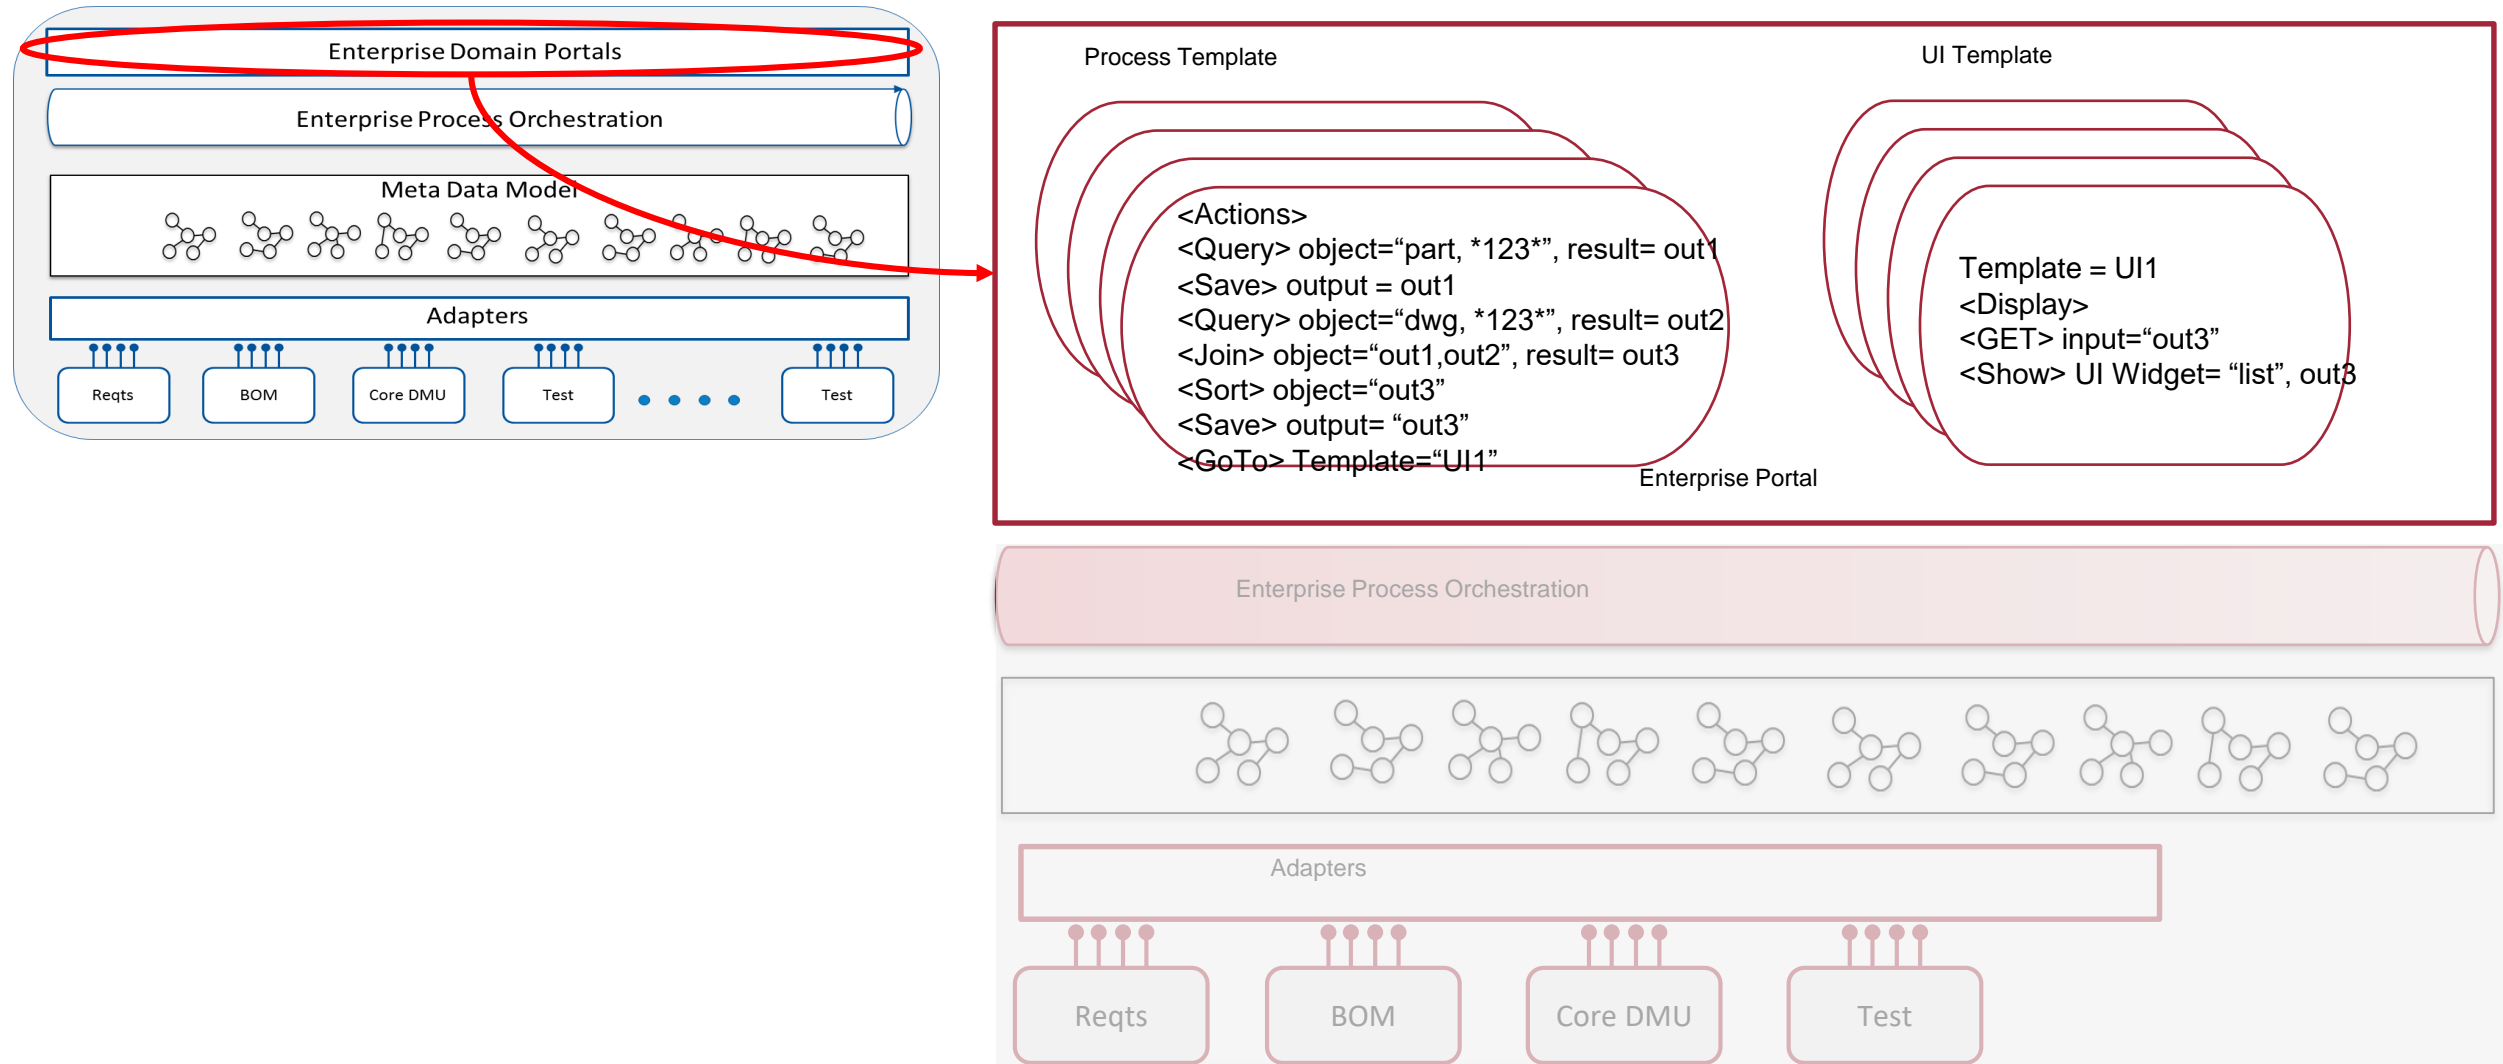 Enterprise Domain Portals
Enterprise Process Orchestration
Meta Data Model
Adapters
Reqts
BOM
Core DMU
Test
Test
Process Template
UI Template
<Actions>
<Query> object=“part, *123*”, result= out1
<Save> output = out1
<Query> object=“dwg, *123*”, result= out2
<Join> object=“out1,out2”, result= out3
<Sort> object=“out3”
<Save> output= “out3”
<GoTo> Template=“UI1”
Template = UI1
<Display>
<GET> input=“out3”
<Show> UI Widget= “list”, out3
Enterprise Portal
Enterprise Process Orchestration
Adapters
Reqts
BOM
Core DMU
Test